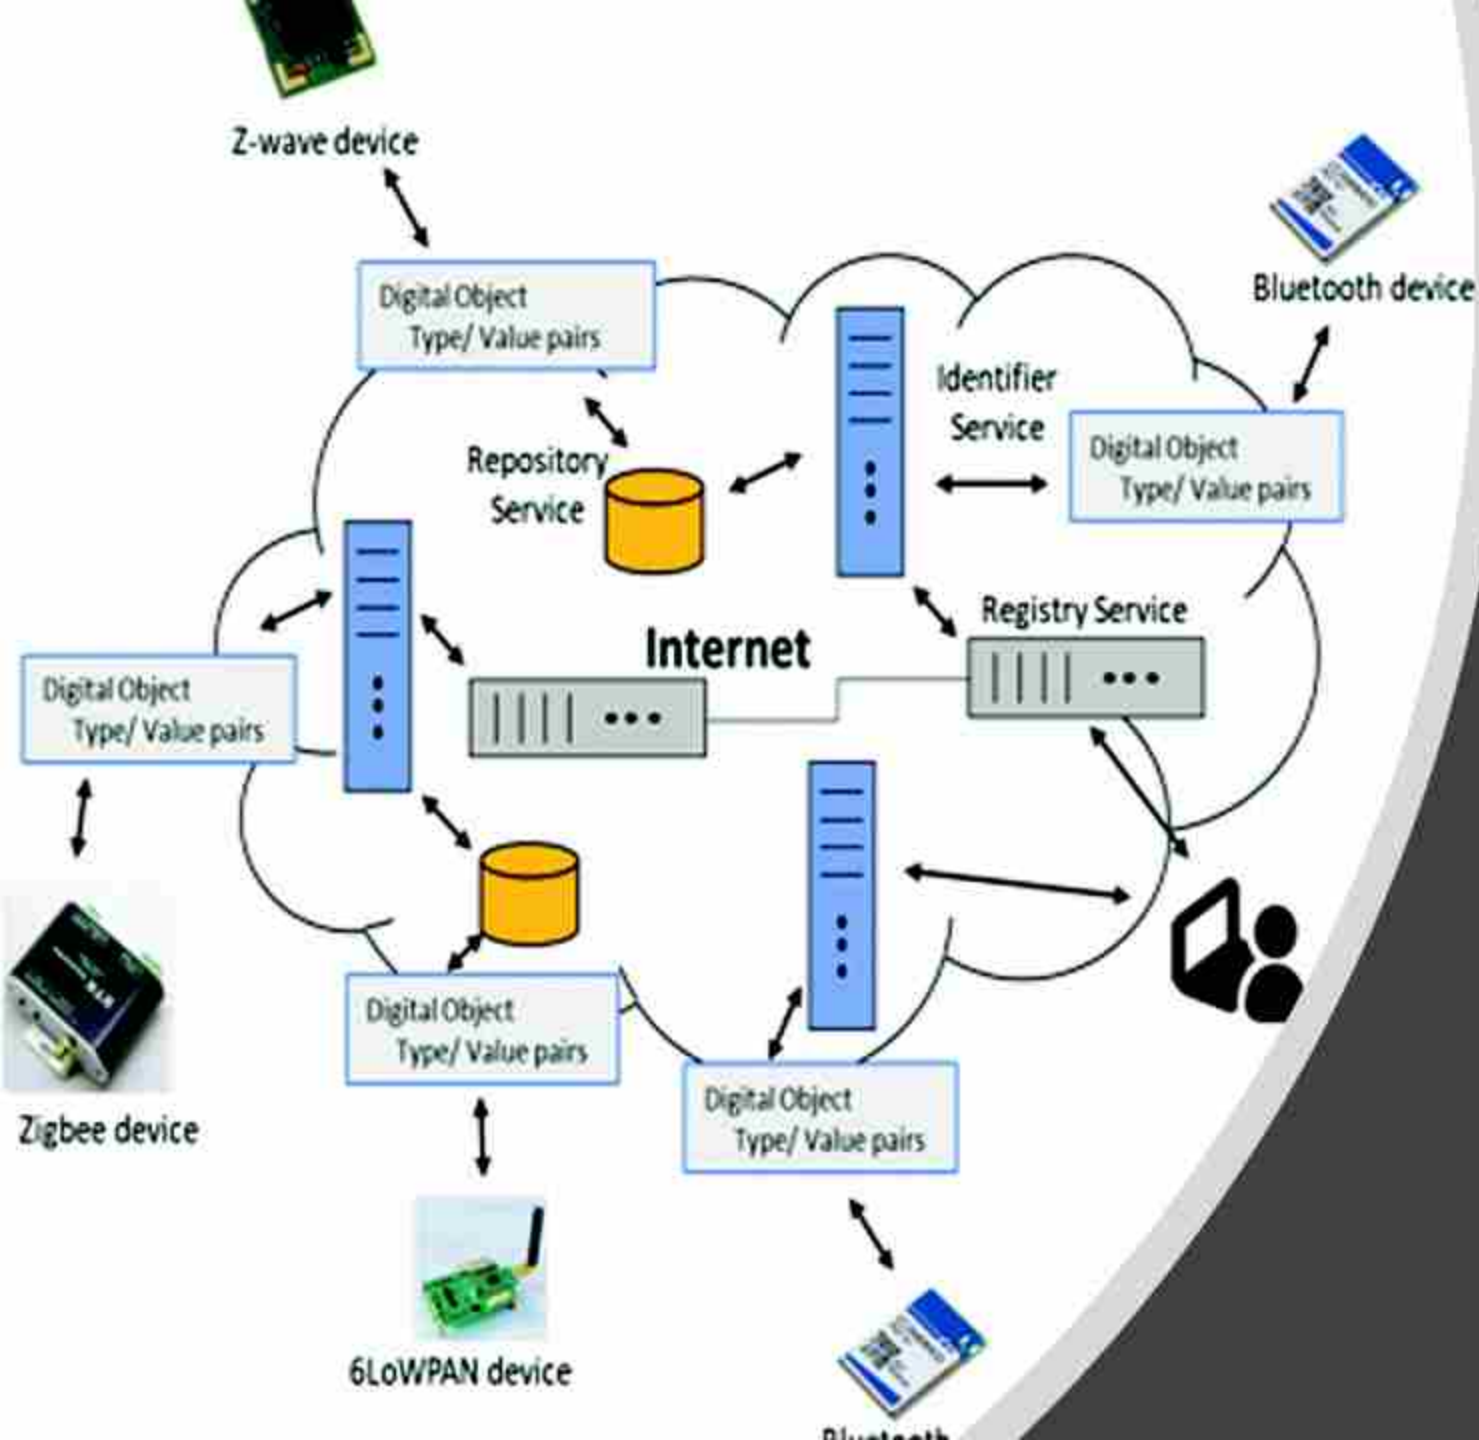 Z-wave device
Bluetooth device
Digital Object
Type/ Value pairs
Identifier
Service
Digital Object
Type/ Value pairs
Repository
Service
Registry Service
Internet
Digital Object
Type/ Value pairs
Digital Object
Type/ Value pairs
Digital Object
Type/ Value pairs
Zigbee device
6LoWPAN device
Bluetooth